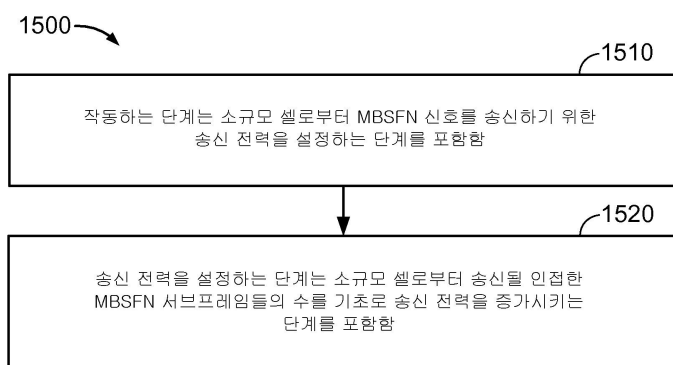 1500
1510
작동하는 단계는 소규모 셀로부터 MBSFN 신호를 송신하기 위한
송신 전력을 설정하는 단계를 포함함
1520
송신 전력을 설정하는 단계는 소규모 셀로부터 송신될 인접한
MBSFN 서브프레임들의 수를 기초로 송신 전력을 증가시키는
단계를 포함함